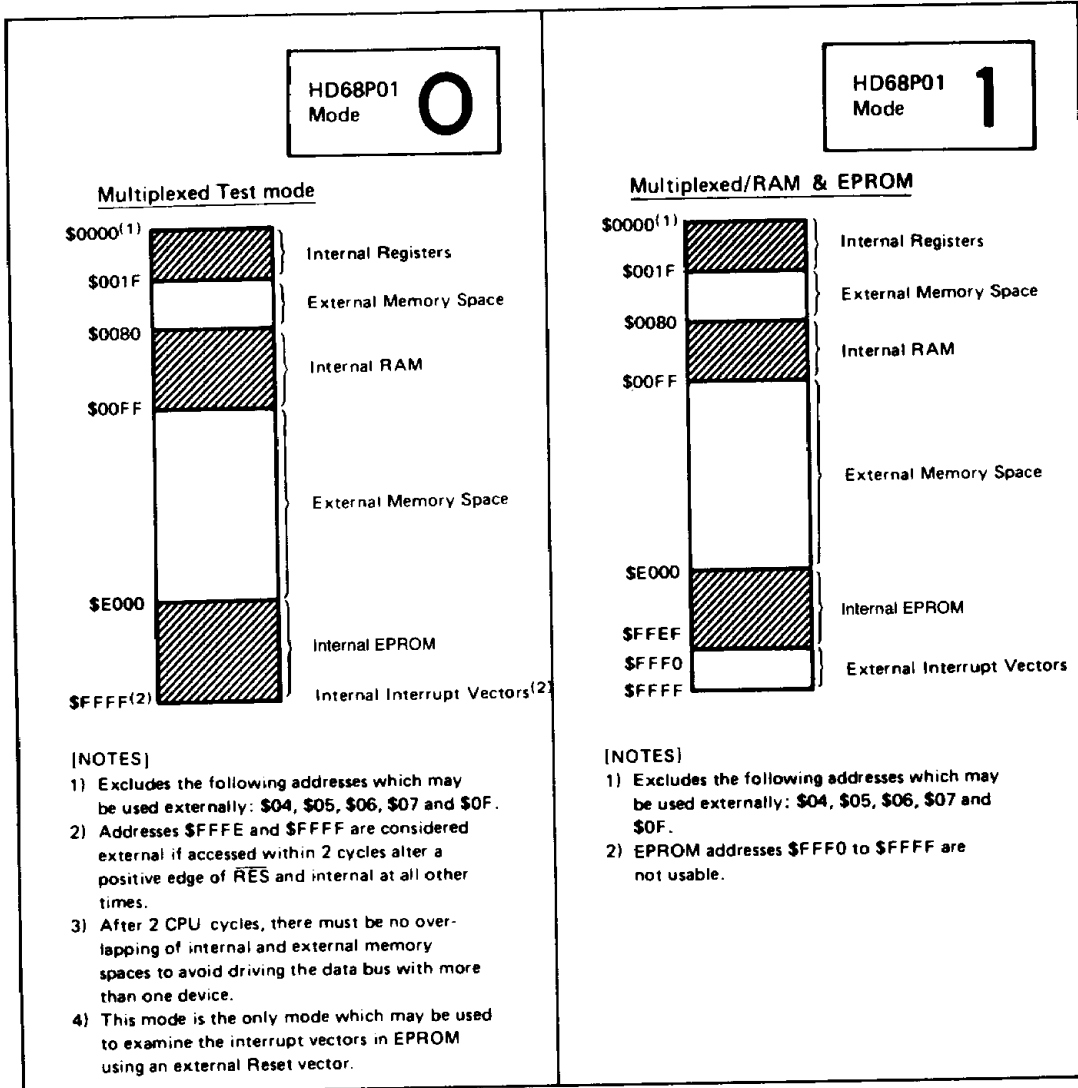 HD68P01
Mode 0
Multiplexed Test mode
$0000(1)
Internal Registers
$001F
External Memory Space
$0080
Internal RAM
$00FF
External Memory Space
$E000
Internal EPROM
Internal Interrupt Vectors(2)
$FFFF(2)
[NOTES]
1) Excludes the following addresses which may
be used externally: $04, $05, $06, $07 and $0F.
2) Addresses $FFFE and $FFFF are considered
external if accessed within 2 cycles alter a
positive edge of RES and internal at all other
times.
3) After 2 CPU cycles, there must be no over-
lapping of internal and external memory
spaces to avoid driving the data bus with more
than one device.
4) This mode is the only mode which may be used
to examine the interrupt vectors in EPROM
using an external Reset vector.
HD68P01
Mode 1
Multiplexed/RAM & EPROM
$0000(1)
Internal Registers
$001F
External Memory Space
$0080
Internal RAM
$00FF
External Memory Space
$E000
Internal EPROM
$FFEF
$FFF0
External Interrupt Vectors
$FFFF
[NOTES]
1) Excludes the following addresses which may
be used externally: $04, $05, $06, $07 and
$0F.
2) EPROM addresses $FFF0 to $FFFF are
not usable.